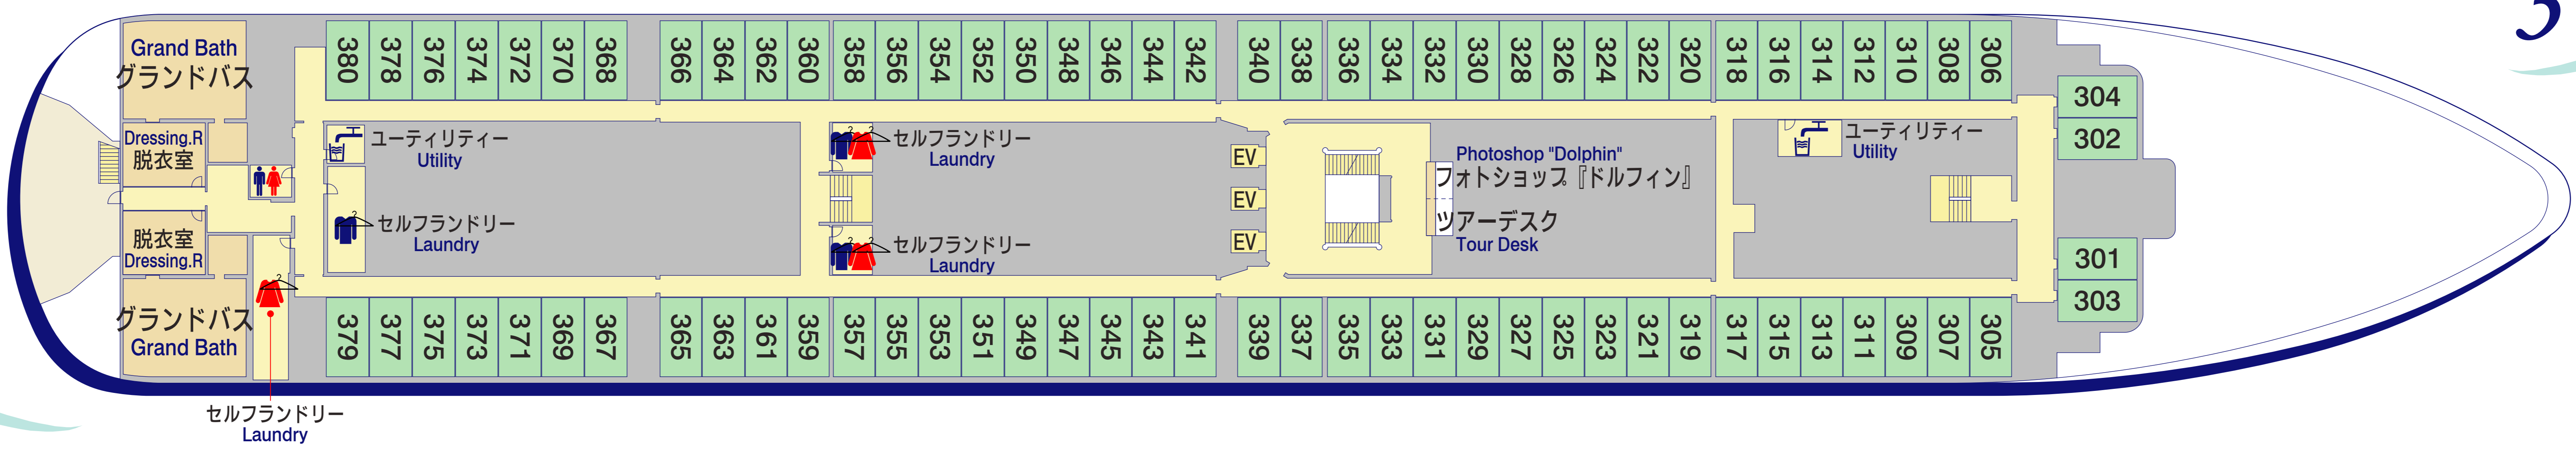 3
Grand Bath
グランドバス
380 378 376 374 372 370 368 366 364 362 360 358 356 354 352 350 348 346 344 342 340 338 336 334 332 330 328 326 324 322 320 318 316 314 312 310 308 306
304
302
Dressing.R
脱衣室
ユーティリティー
Utility
セルフランドリー
Laundry
EV
Photoshop "Dolphin"
フォトショップ『ドルフィン』
ユーティリティー
Utility
EV
セルフランドリー
Laundry
ツアーデスク
Tour Desk
脱衣室
Dressing.R
セルフランドリー
Laundry
EV
301
303
グランドバス
Grand Bath
379 377 375 373 371 369 367 365 363 361 359 357 355 353 351 349 347 345 343 341 339 337 335 333 331 329 327 325 323 321 319 317 315 313 311 309 307 305
セルフランドリー
Laundry